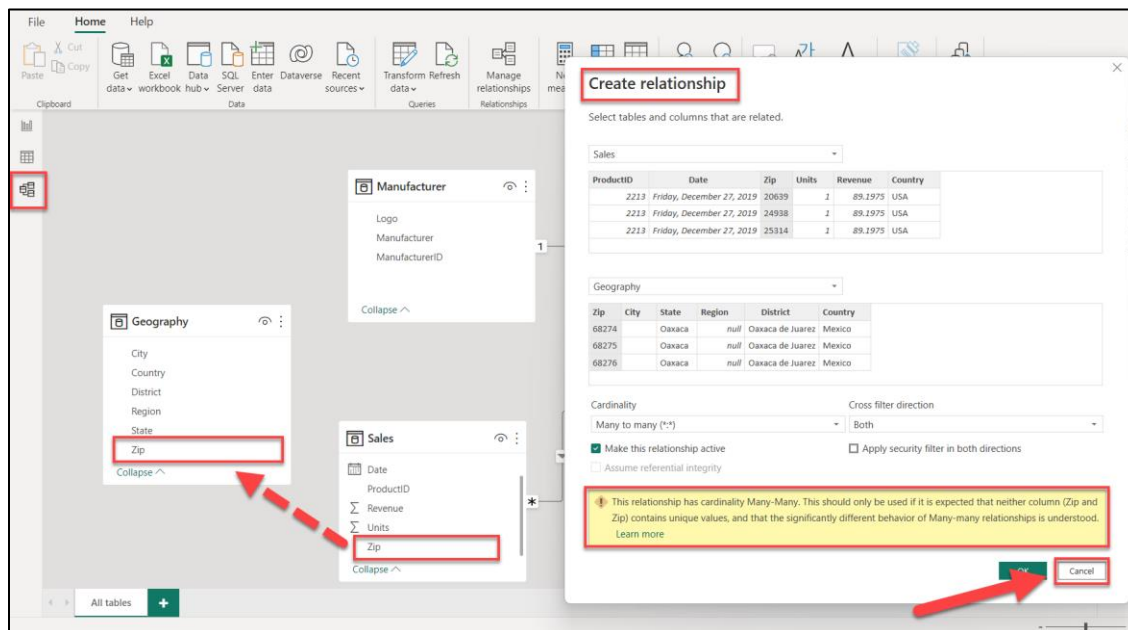 File Home Help
Cut
Copy
Paste
Get data
Excel workbook
Data hub
SQL Server
Enter data
Dataverse
Recent sources
Transform data
Refresh
Manage relationships
Clipboard
Data
Queries
Relationships
Manufacturer
Logo
Manufacturer
ManufacturerID
Collapse
1
Geography
City
Country
District
Region
State
Zip
Collapse
Sales
Date
ProductID
Σ Revenue
Σ Units
Zip
Collapse
*
All tables +
Create relationship
Select tables and columns that are related.
Sales
ProductID Date Zip Units Revenue Country
2213 Friday, December 27, 2019 20639 1 89.1975 USA
2213 Friday, December 27, 2019 24938 1 89.1975 USA
2213 Friday, December 27, 2019 25314 1 89.1975 USA
Geography
Zip City State Region District Country
68274 Oaxaca null Oaxaca de Juarez Mexico
68275 Oaxaca null Oaxaca de Juarez Mexico
68276 Oaxaca null Oaxaca de Juarez Mexico
Cardinality Cross filter direction
Many to many (*:*) Both
Make this relationship active Apply security filter in both directions
Assume referential integrity
This relationship has cardinality Many-Many. This should only be used if it is expected that neither column (Zip and
Zip) contains unique values, and that the significantly different behavior of Many-many relationships is understood.
Learn more
OK Cancel